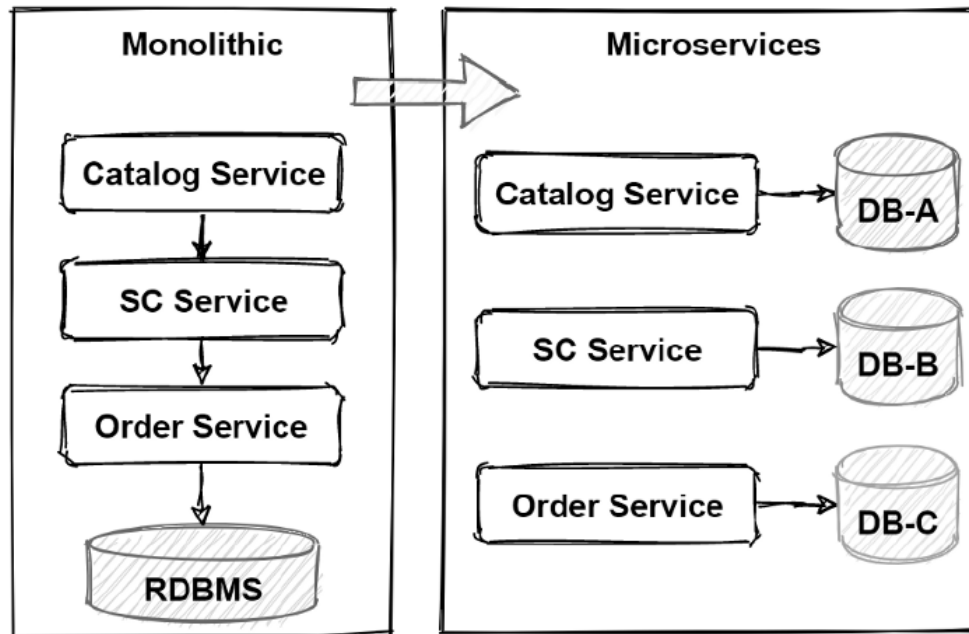 Monolithic
Catalog Service
SC Service
Order Service
RDBMS
Microservices
Catalog Service
DB-A
SC Service
DB-B
Order Service
DB-C